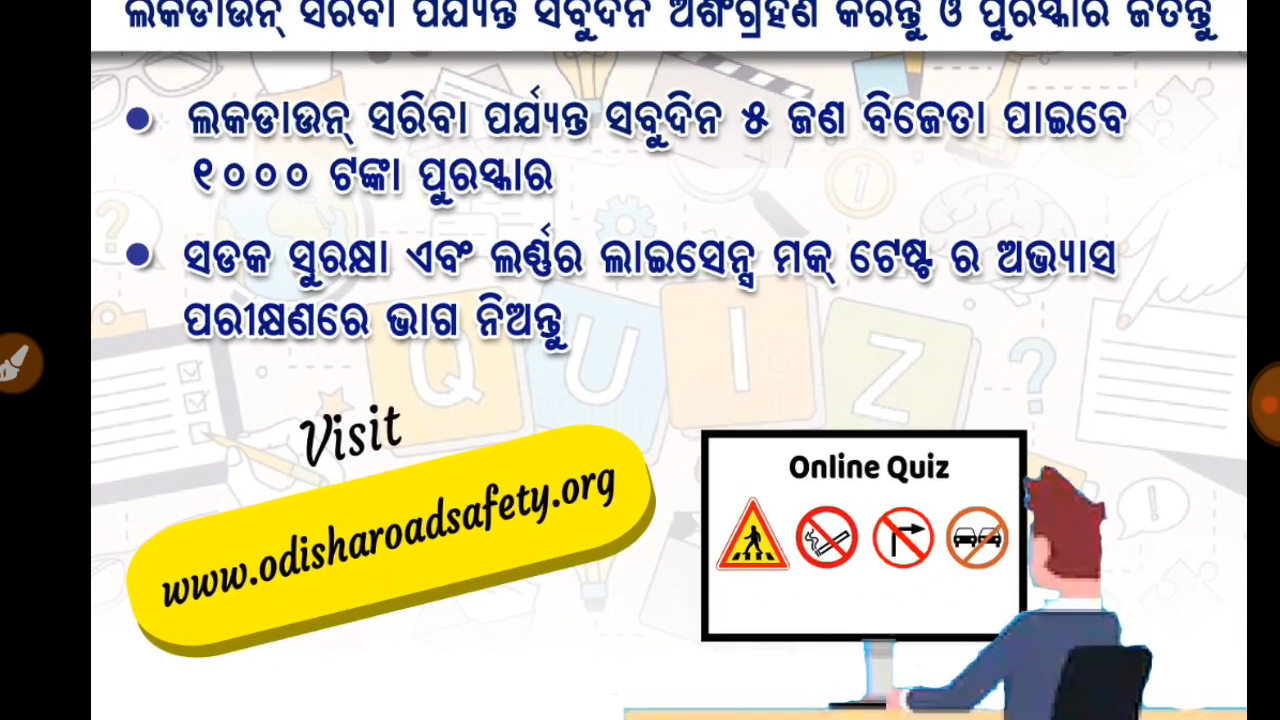 ଲକଡାଉନ୍ ସରିବା ପର୍ଯ୍ୟନ୍ତ ସବୁଦିନ ଅଂଶଗ୍ରହଣ କରନ୍ତୁ ଓ ପୁରସ୍କାର ଜିତନ୍ତୁ
ଲକଡାଉନ୍ ସରିବା ପର୍ଯ୍ୟନ୍ତ ସବୁଦିନ ୫ ଜଣ ବିଜେତା ପାଇବେ
୧୦୦୦ ଟଙ୍କା ପୁରସ୍କାର
ସଡକ ସୁରକ୍ଷା ଏବଂ ଲର୍ଣ୍ଣର ଲାଇସେନ୍ସ ମକ୍ ଟେଷ୍ଟ ର ଅଭ୍ୟାସ
ପରୀକ୍ଷଣରେ ଭାଗ ନିଅନ୍ତୁ
QUIZ
Visit
www.odisharoadsafety.org
Online Quiz